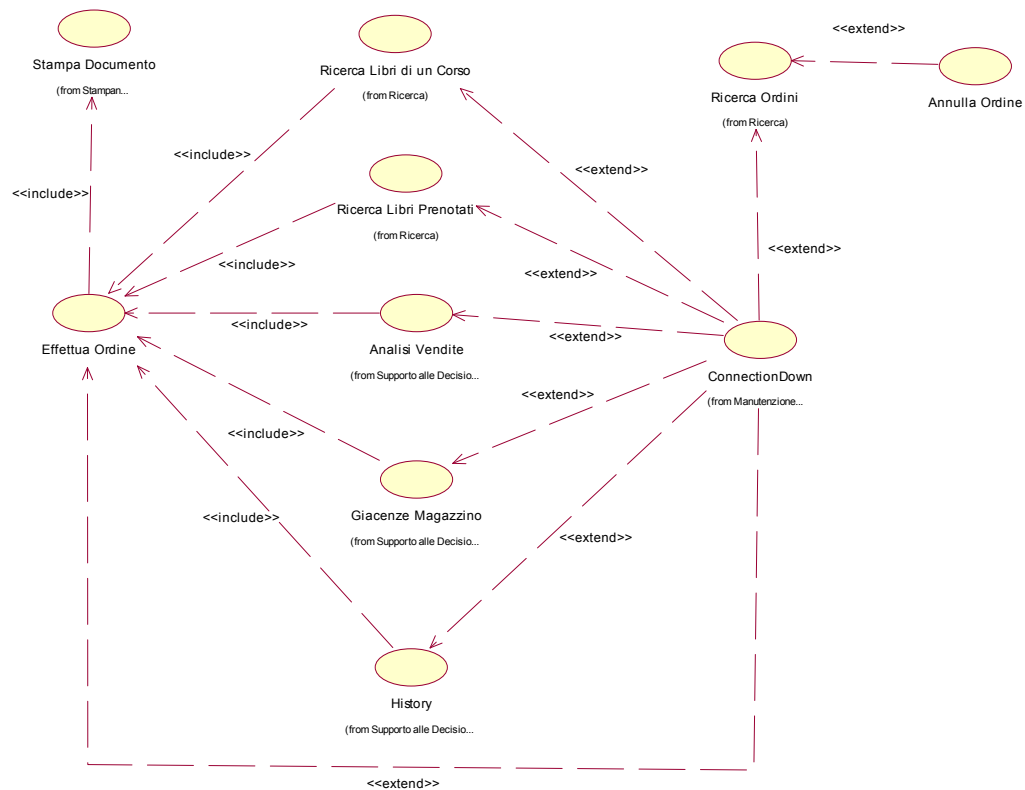 Stampa Documento
(from Stampan...
Ricerca Libri di un Corso
(from Ricerca)
<<extend>>
Ricerca Ordini
(from Ricerca)
Annulla Ordine
<<include>>
<<include>>
<<extend>>
Ricerca Libri Prenotati
(from Ricerca)
<<include>>
<<extend>>
<<extend>>
Effettua Ordine
<<include>>
Analisi Vendite
(from Supporto alle Decisio...
<<extend>>
ConnectionDown
(from Manutenzione...
<<include>>
<<extend>>
Giacenze Magazzino
(from Supporto alle Decisio...
<<include>>
<<extend>>
History
(from Supporto alle Decisio...
<<extend>>